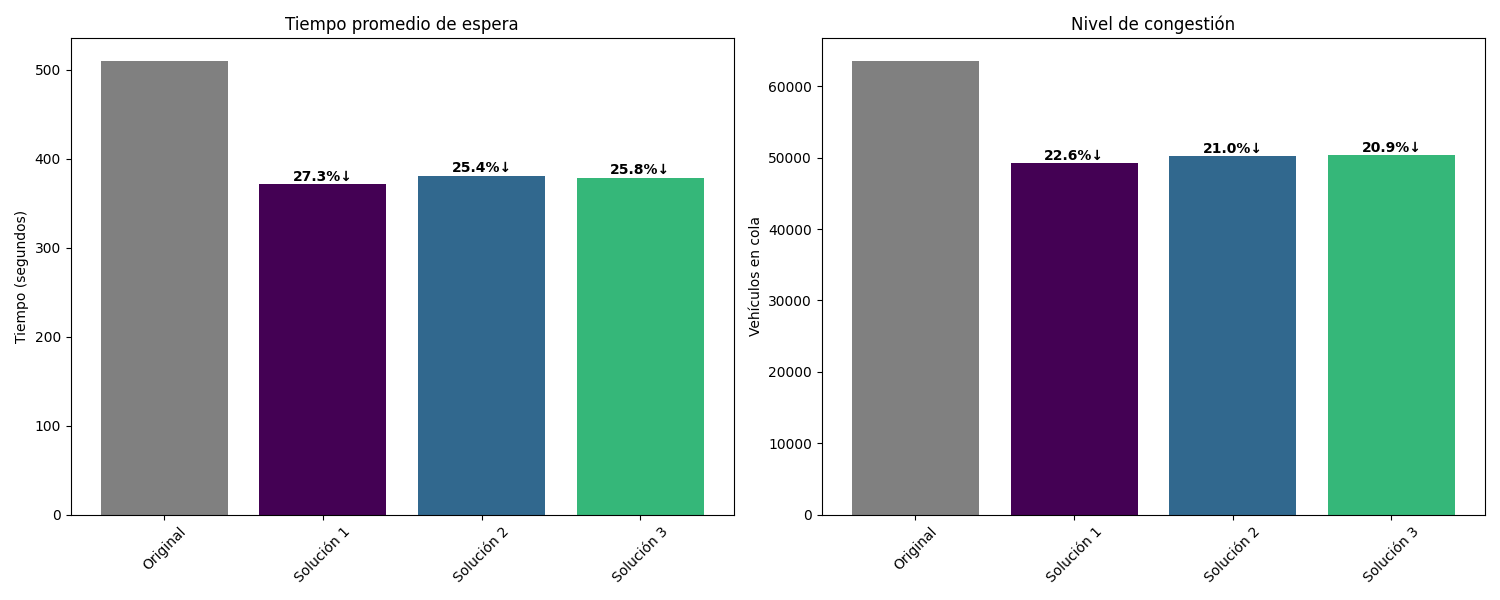 Tiempo promedio de espera
Tiempo (segundos)
500
400
300
200
100
0
27.3%↓
25.4%↓
25.8%↓
Original
Solución 1
Solución 2
Solución 3
Nivel de congestión
Vehículos en cola
60000
50000
40000
30000
20000
10000
0
22.6%↓
21.0%↓
20.9%↓
Original
Solución 1
Solución 2
Solución 3